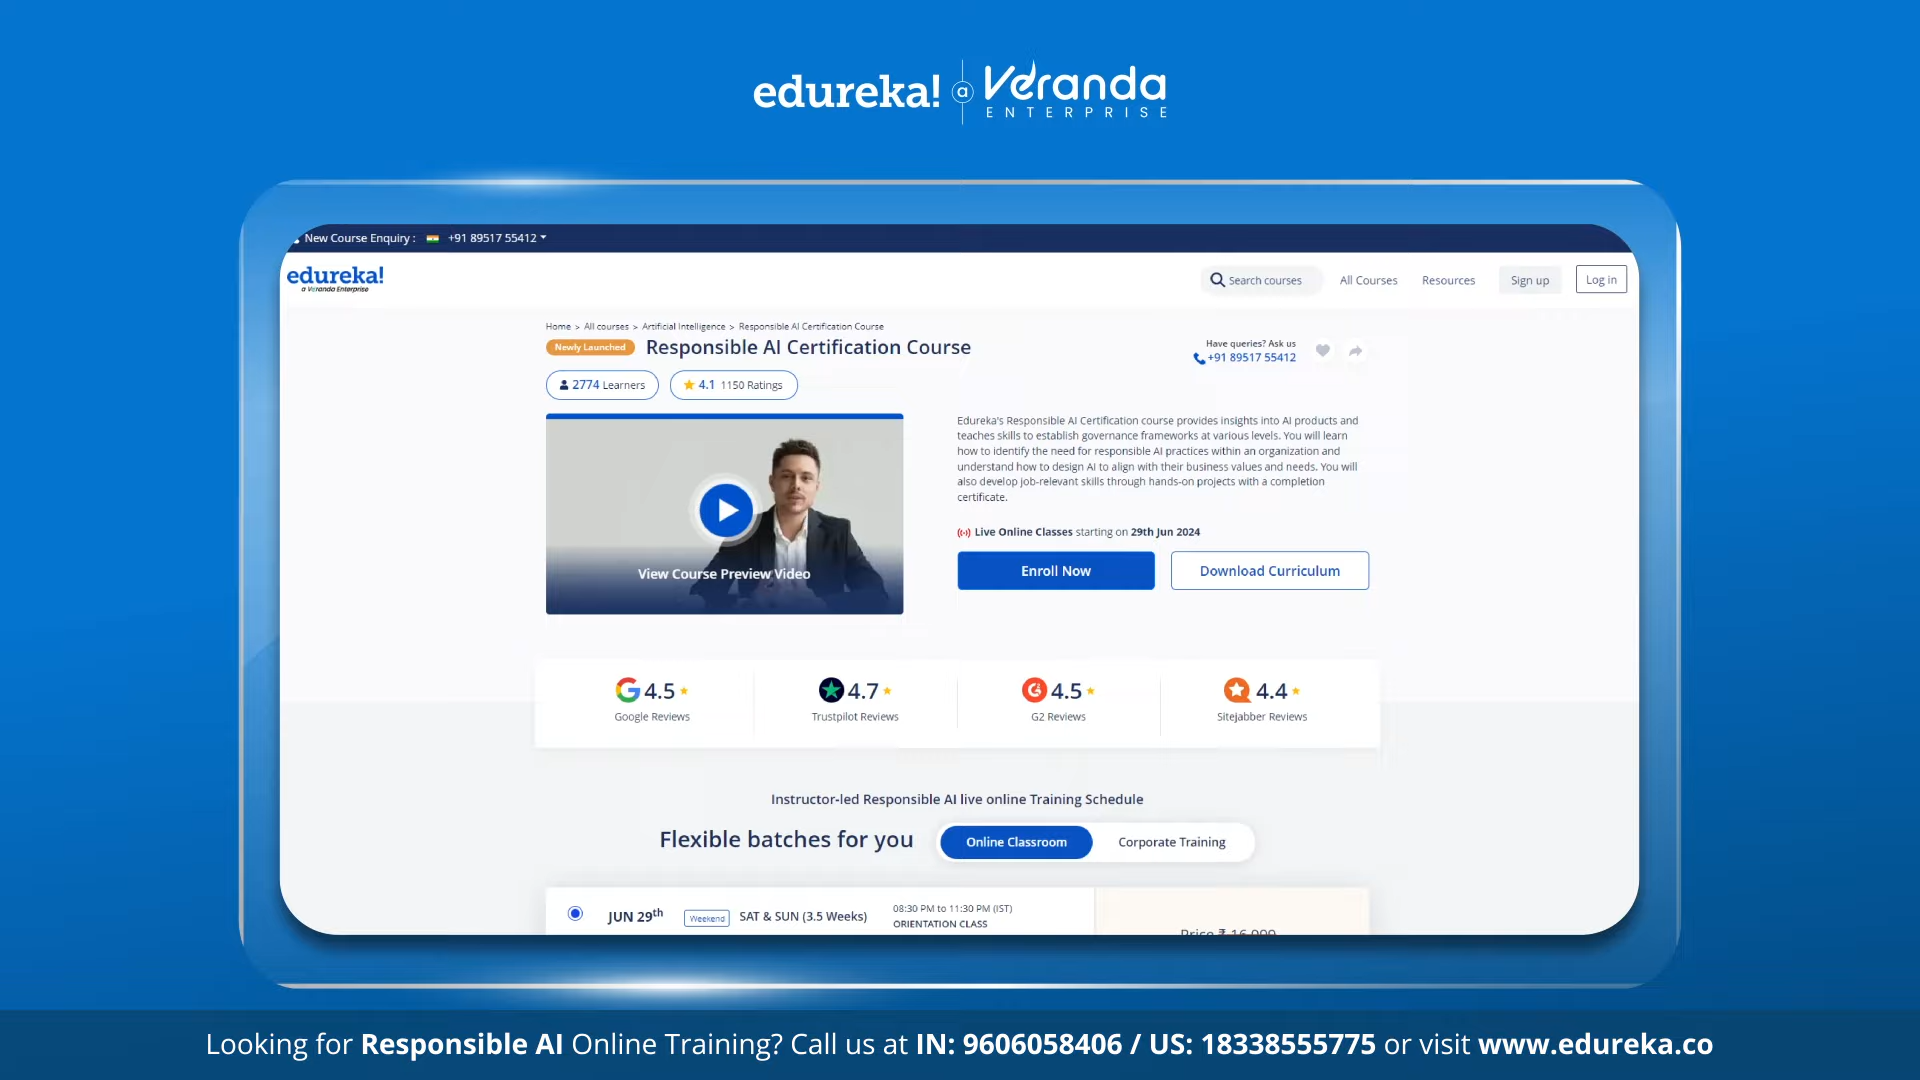 edureka! a Veranda
ENTERPRISE
New Course Enquiry : +91 89517 55412
edureka!
a Veranda Enterprise
Search courses
All Courses
Resources
Sign up
Log in
Home > All courses > Artificial Intelligence > Responsible AI Certification Course
Newly Launched Responsible AI Certification Course
Have queries? Ask us
+91 89517 55412
2774 Learners
4.1 1150 Ratings
View Course Preview Video
Edureka's Responsible AI Certification course provides insights into AI products and
teaches skills to establish governance frameworks at various levels. You will learn
how to identify the need for responsible AI practices within an organization and
understand how to design AI to align with their business values and needs. You will
also develop job-relevant skills through hands-on projects with a completion
certificate.
Live Online Classes starting on 29th Jun 2024
Enroll Now
Download Curriculum
4.5
Google Reviews
4.7
Trustpilot Reviews
4.5
G2 Reviews
4.4
Sitejabber Reviews
Instructor-led Responsible AI live online Training Schedule
Flexible batches for you
Online Classroom
Corporate Training
JUN 29th
Weekend
SAT & SUN (3.5 Weeks)
08:30 PM to 11:30 PM (IST)
ORIENTATION CLASS
Price ₹ 16,999
Looking for Responsible AI Online Training? Call us at IN: 9606058406 / US: 18338555775 or visit www.edureka.co